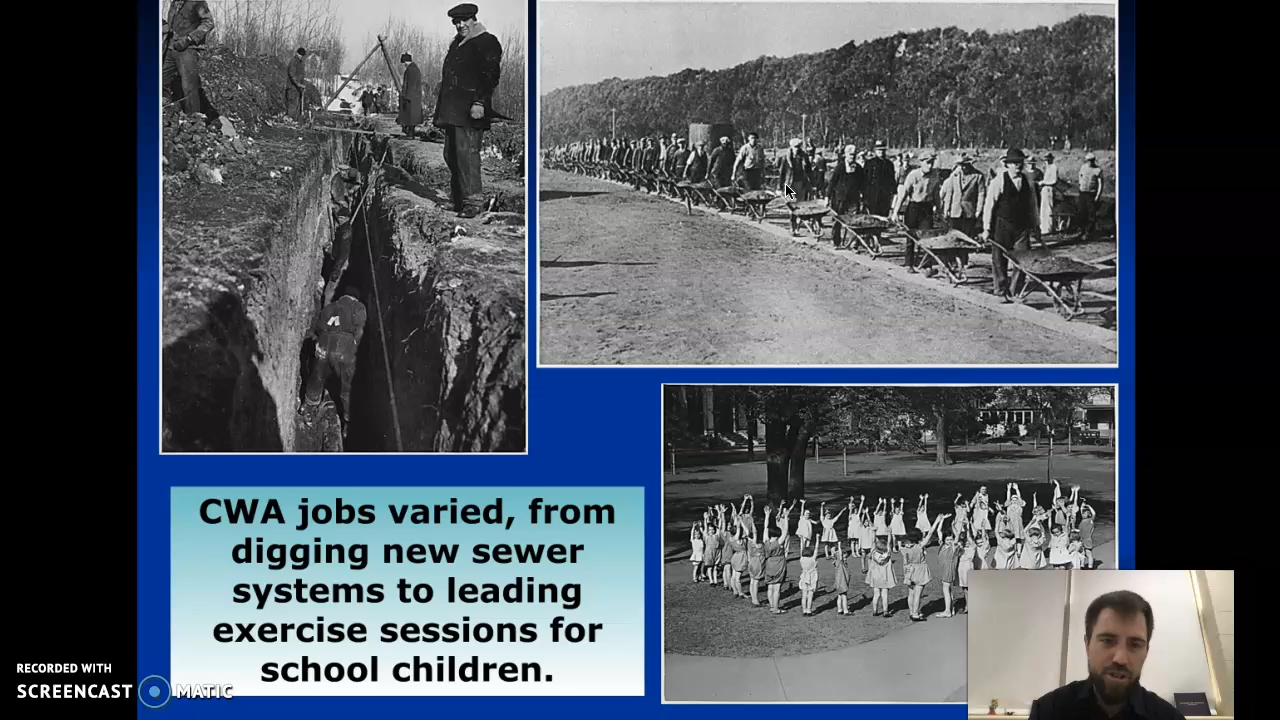 CWA jobs varied, from
digging new sewer
systems to leading
exercise sessions for
school children.
RECORDED WITH
SCREENCAST MATIC